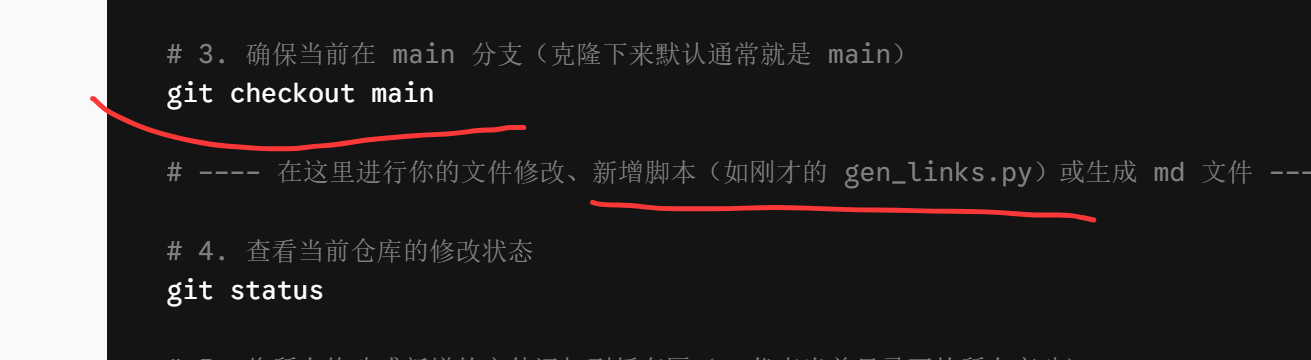 # 3. 确保当前在 main 分支（克隆下来默认通常就是 main）
git checkout main
# ---- 在这里进行你的文件修改、新增脚本（如刚才的 gen_links.py）或生成 md 文件 ---
# 4. 查看当前仓库的修改状态
git status